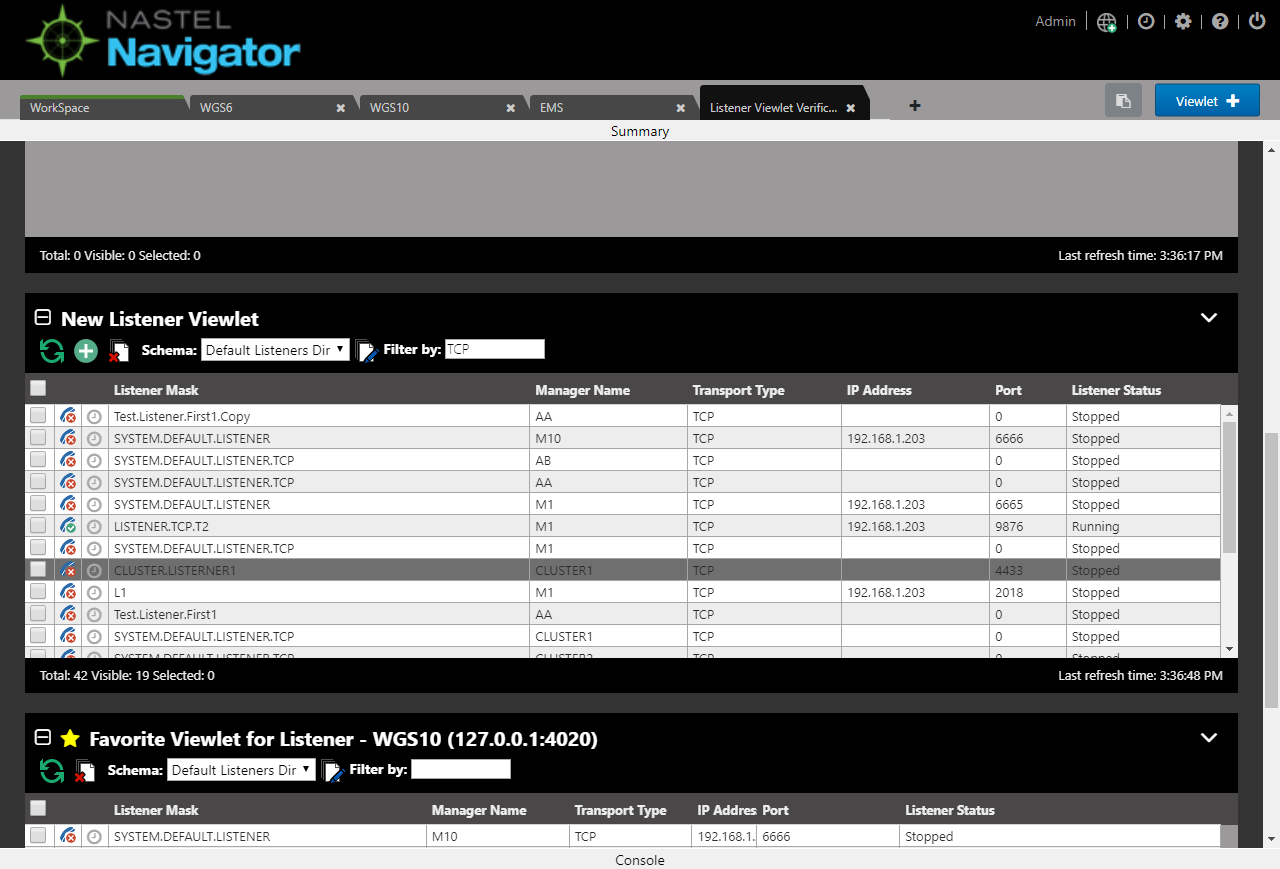 NASTEL
Navigator
Admin
WorkSpace WGS6 WGS10 EMS Listener Viewlet Verific... Viewlet
Summary
Total: 0 Visible: 0 Selected: 0 Last refresh time: 3:36:17 PM
New Listener Viewlet
Schema: Default Listeners Dir Filter by: TCP
Listener Mask Manager Name Transport Type IP Address Port Listener Status
Test.Listener.First1.Copy AA TCP 0 Stopped
SYSTEM.DEFAULT.LISTENER M10 TCP 192.168.1.203 6666 Stopped
SYSTEM.DEFAULT.LISTENER.TCP AB TCP 0 Stopped
SYSTEM.DEFAULT.LISTENER.TCP AA TCP 0 Stopped
SYSTEM.DEFAULT.LISTENER M1 TCP 192.168.1.203 6665 Stopped
LISTENER.TCP.T2 M1 TCP 192.168.1.203 9876 Running
SYSTEM.DEFAULT.LISTENER.TCP M1 TCP 0 Stopped
CLUSTER.LISTERNER1 CLUSTER1 TCP 4433 Stopped
L1 M1 TCP 192.168.1.203 2018 Stopped
Test.Listener.First1 AA TCP 0 Stopped
SYSTEM.DEFAULT.LISTENER.TCP CLUSTER1 TCP 0 Stopped
SYSTEM.DEFAULT.LISTENER.TCP CLUSTER2 TCP 0 Stopped
Total: 42 Visible: 19 Selected: 0 Last refresh time: 3:36:48 PM
Favorite Viewlet for Listener - WGS10 (127.0.0.1:4020)
Schema: Default Listeners Dir Filter by:
Listener Mask Manager Name Transport Type IP Addres Port Listener Status
SYSTEM.DEFAULT.LISTENER M10 TCP 192.168.1. 6666 Stopped
Console